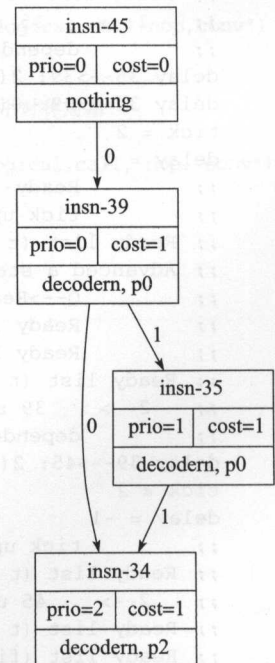 insn-45
prio=0 cost=0
nothing
0
insn-39
prio=0 cost=1
decodern, p0
1
insn-35
0
prio=1 cost=1
decodern, p0
1
insn-34
prio=2 cost=1
decodern, p2